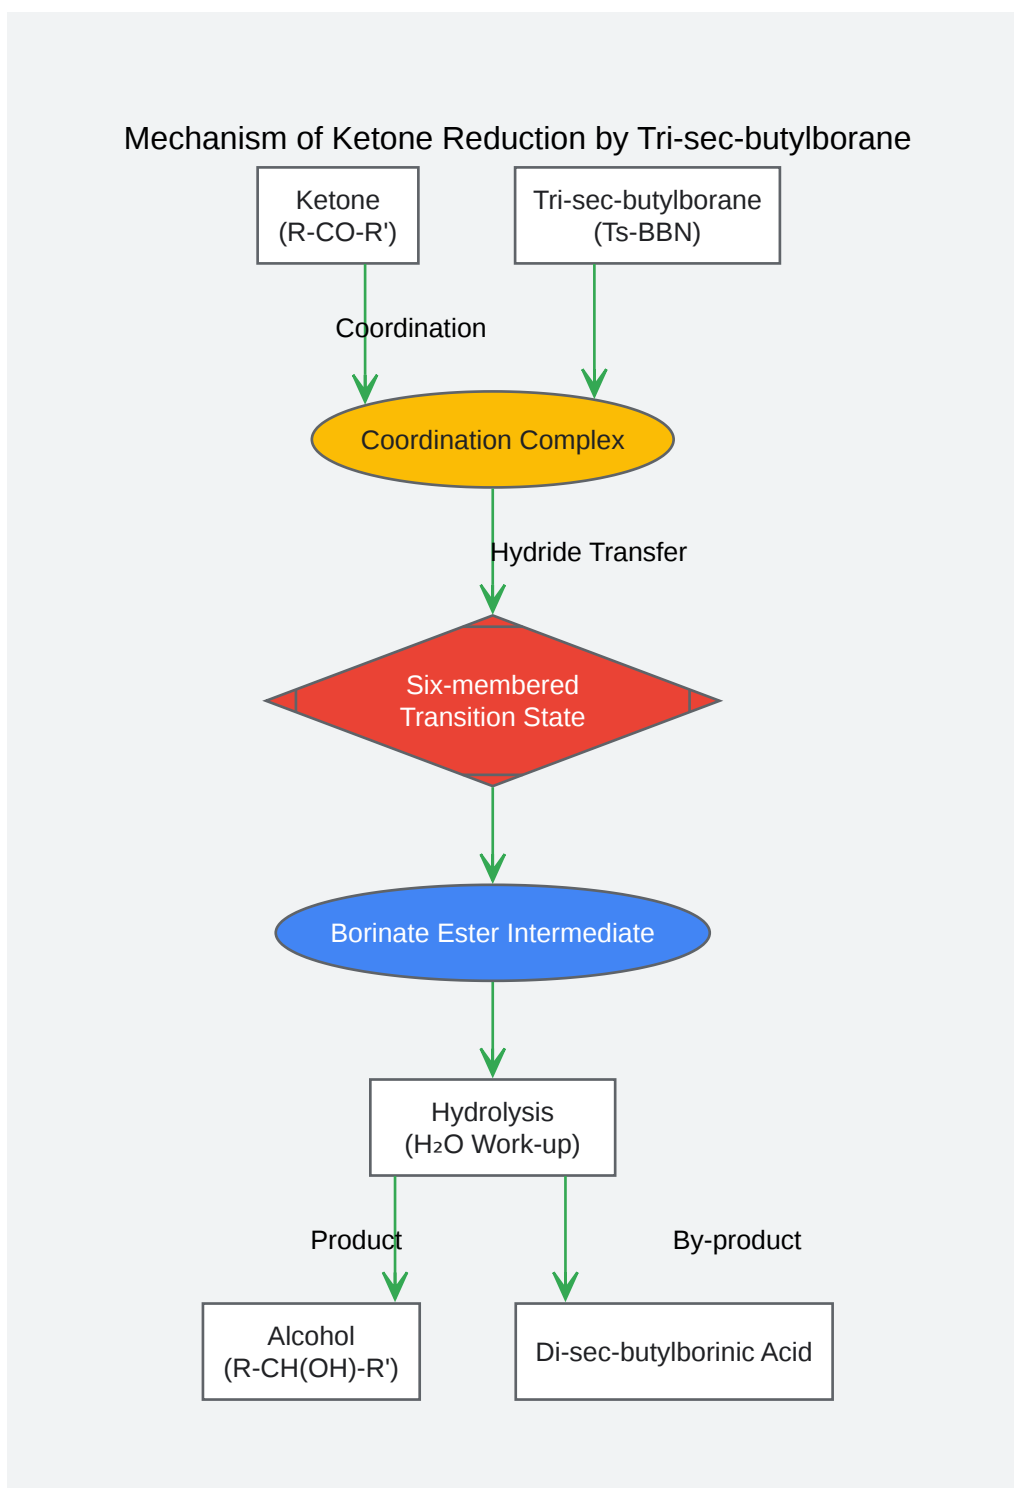 Mechanism of Ketone Reduction by Tri-sec-butylborane
Ketone
(R-CO-R')
Tri-sec-butylborane
(Ts-BBN)
Coordination
Coordination Complex
Hydride Transfer
Six-membered
Transition State
Borinate Ester Intermediate
Hydrolysis
(H₂O Work-up)
Product
By-product
Alcohol
(R-CH(OH)-R')
Di-sec-butylborinic Acid